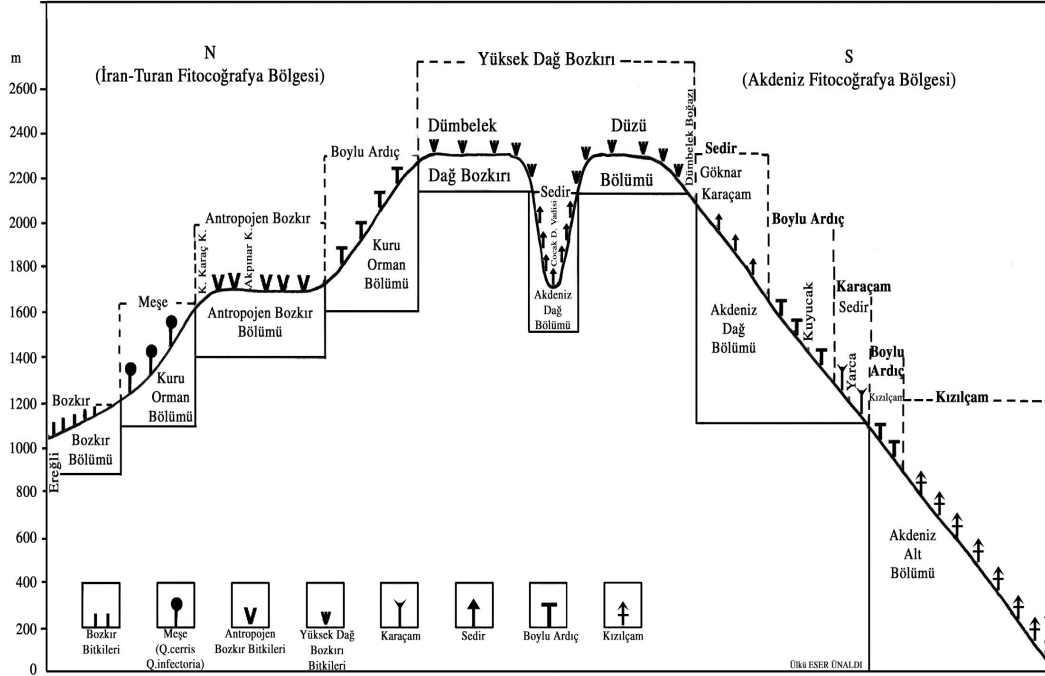 N
(İran-Turan Fitocoğrafya Bölgesi)
Yüksek Dağ Bozkırı
S
(Akdeniz Fitocoğrafya Bölgesi)
m
2600
2400
2200
2000
1800
1600
1400
1200
1000
800
600
400
200
0
Ereğli
Bozkır
Bozkır
Bölümü
Meşe
Kuru
Orman
Bölümü
K. Karaç K.
Antropojen Bozkır
Akpınar K.
Antropojen Bozkır
Bölümü
Boylu Ardıç
Kuru
Orman
Bölümü
Dümbelek
Dağ Bozkırı
Sedir
Cocak D. Vadisi
Akdeniz
Dağ
Bölümü
Düzü
Bölümü
Dümbelek Boğazı
Sedir
Göknar
Karaçam
Akdeniz
Dağ
Bölümü
Boylu Ardıç
Kuyucak
Karaçam
Sedir
Yarca
Boylu
Ardıç
Kızılçam
Kızılçam
Akdeniz
Alt
Bölümü
Bozkır
Bitkileri
Meşe
(Q.cerris
Q.infectoria)
Antropojen
Bozkır Bitkileri
Yüksek Dağ
Bozkırı
Bitkileri
Karaçam
Sedir
Boylu Ardıç
Kızılçam
Ülkü ESER ÜNALDI